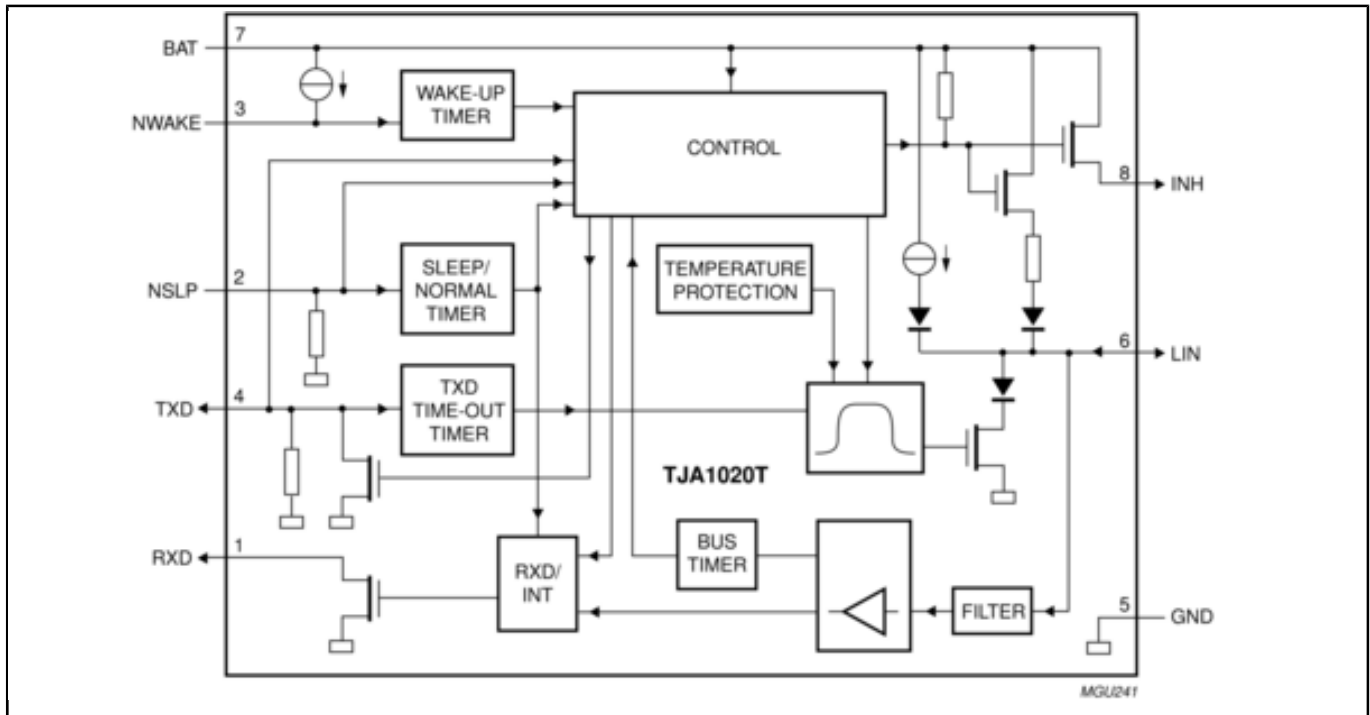 BAT
7
WAKE-UP
TIMER
3
NWAKE
CONTROL
8
INH
2
NSLP
SLEEP/
NORMAL
TIMER
TEMPERATURE
PROTECTION
6
LIN
4
TXD
TXD
TIME-OUT
TIMER
TJA1020T
1
RXD
RXD/
INT
BUS
TIMER
FILTER
5
GND
MGU241